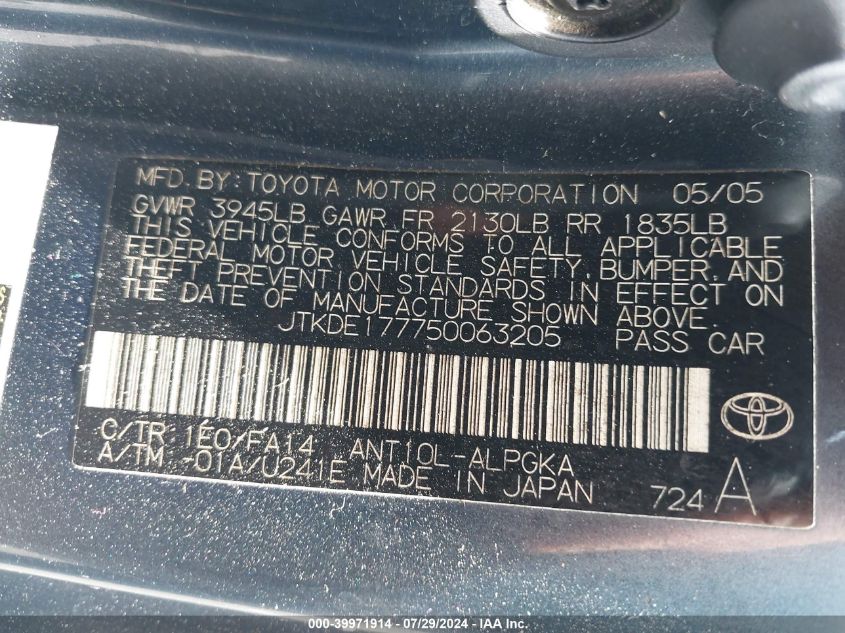 MFD.BY:TOYOTA MOTOR CORPORATION 05/05
GVWR 3945LB GAWR FR 2130LB RR 1835LB
THIS VEHICLE CONFORMS TO ALL APPLICABLE
FEDERAL MOTOR VEHICLE SAFETY,BUMPER,AND
THEFT PREVENTION STANDARDS IN EFFECT ON
THE DATE OF MANUFACTURE SHOWN ABOVE.
JTKDE177750063205 PASS CAR
C/TR 1E0/FA14 ANT10L-ALPGKA
A/TM -01A/U241E MADE IN JAPAN
724 A
000-39971914 - 07/29/2024 - IAAI.com